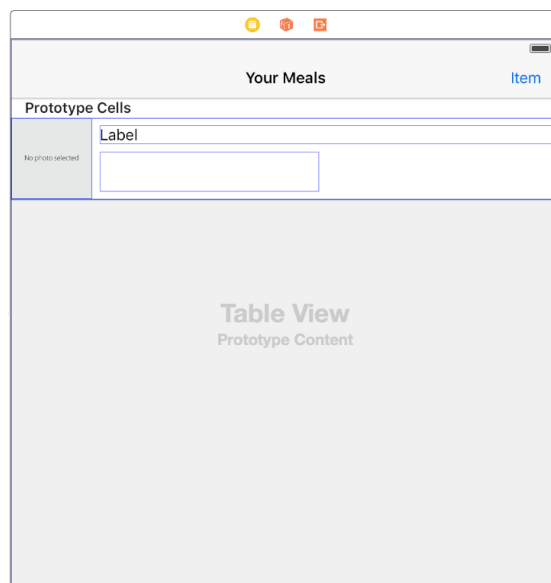 Your Meals
Item
Prototype Cells
Label
No photo selected
Table View
Prototype Content